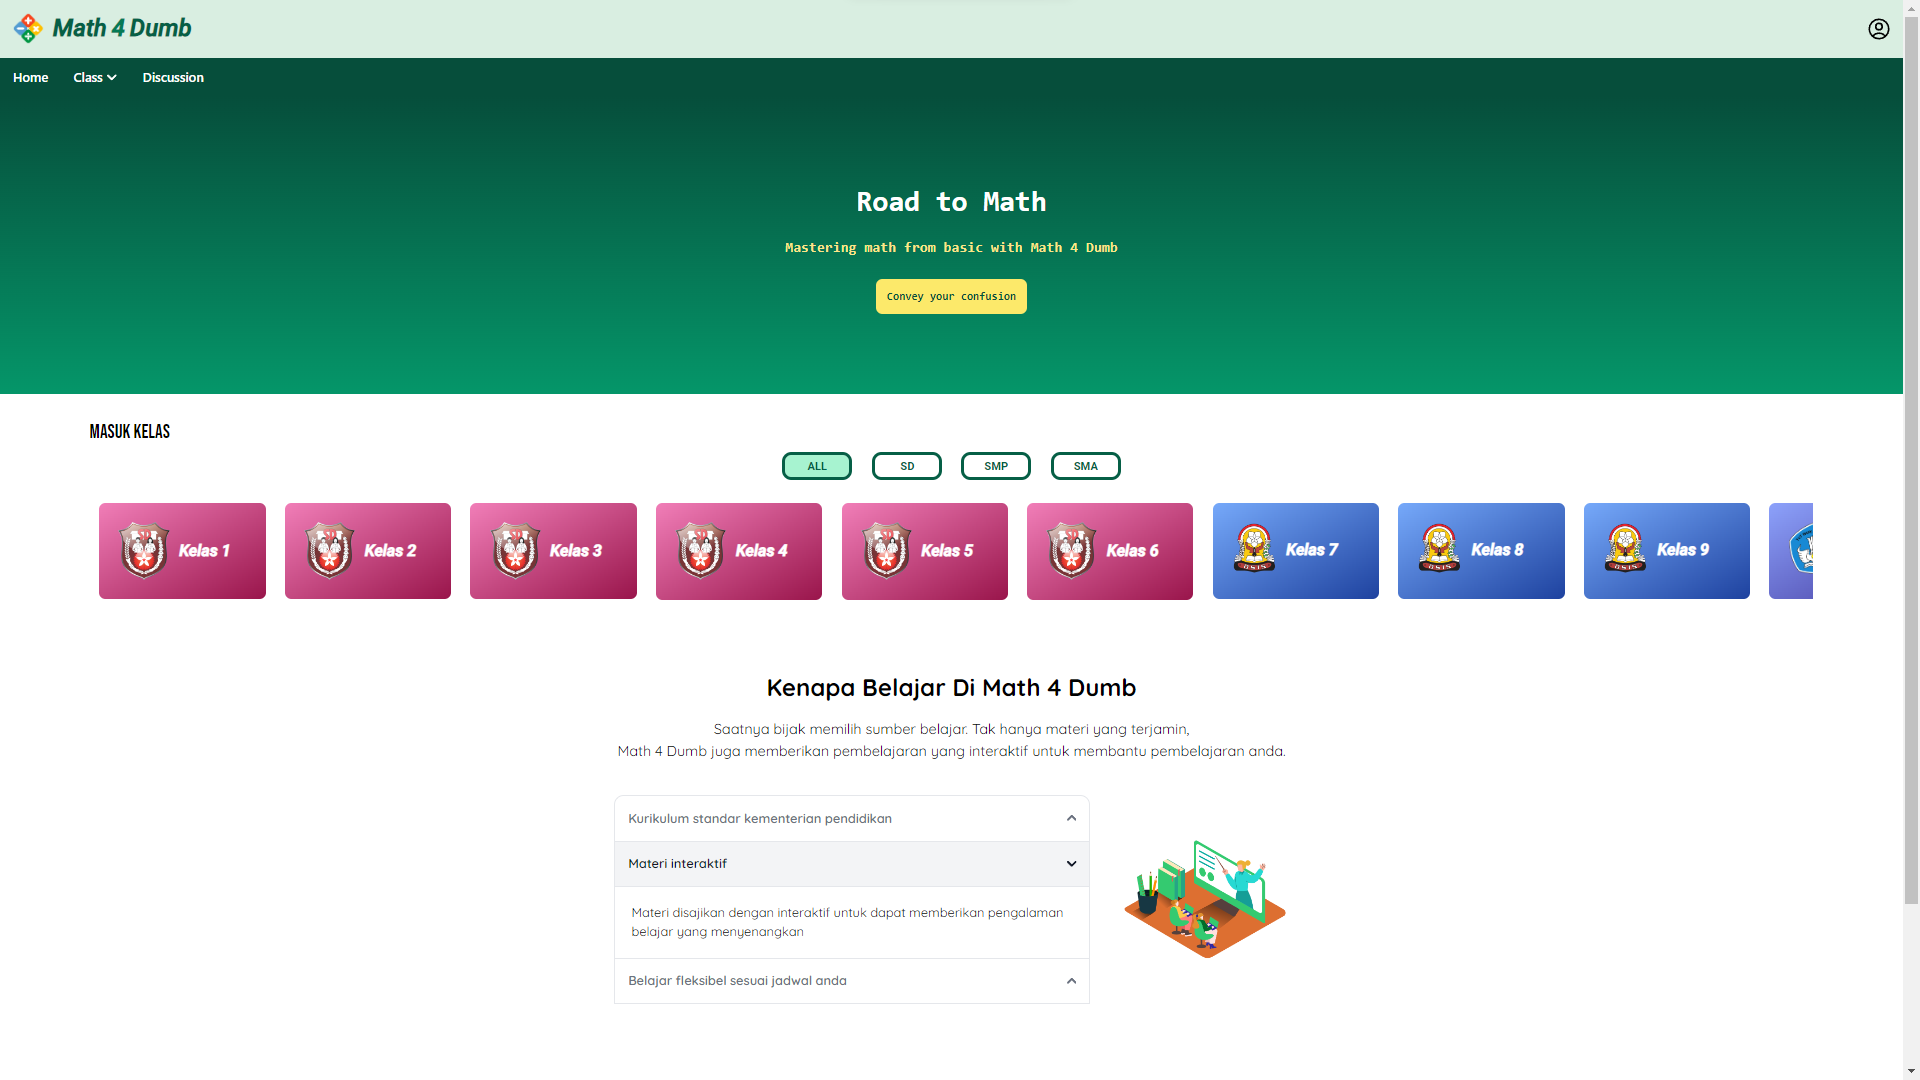 Math 4 Dumb
Home Class Discussion
Road to Math
Mastering math from basic with Math 4 Dumb
Convey your confusion
MASUK KELAS
ALL SD SMP SMA
Kelas 1 Kelas 2 Kelas 3 Kelas 4 Kelas 5 Kelas 6 Kelas 7 Kelas 8 Kelas 9
Kenapa Belajar Di Math 4 Dumb
Saatnya bijak memilih sumber belajar. Tak hanya materi yang terjamin,
Math 4 Dumb juga memberikan pembelajaran yang interaktif untuk membantu pembelajaran anda.
Kurikulum standar kementerian pendidikan
Materi interaktif
Materi disajikan dengan interaktif untuk dapat memberikan pengalaman
belajar yang menyenangkan
Belajar fleksibel sesuai jadwal anda